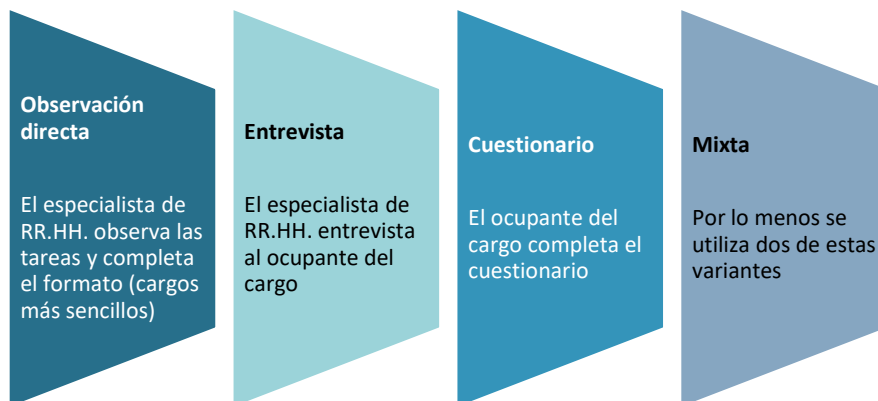 Observación
directa
El especialista de
RR.HH. observa las
tareas y completa
el formato (cargos
más sencillos)
Entrevista
El especialista de
RR.HH. entrevista
al ocupante del
cargo
Cuestionario
El ocupante del
cargo completa el
cuestionario
Mixta
Por lo menos se
utiliza dos de estas
variantes